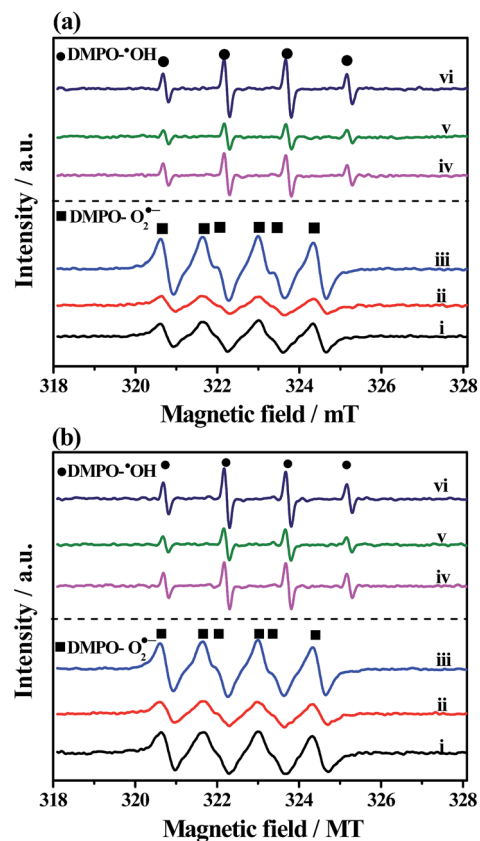 (a)
●DMPO-•OH
vi
v
iv
■DMPO- O₂•−
iii
ii
i
Intensity / a.u.
318 320 322 324 326 328
Magnetic field / mT
(b)
●DMPO-•OH
vi
v
iv
■DMPO- O₂•−
iii
ii
i
Intensity / a.u.
318 320 322 324 326 328
Magnetic field / MT